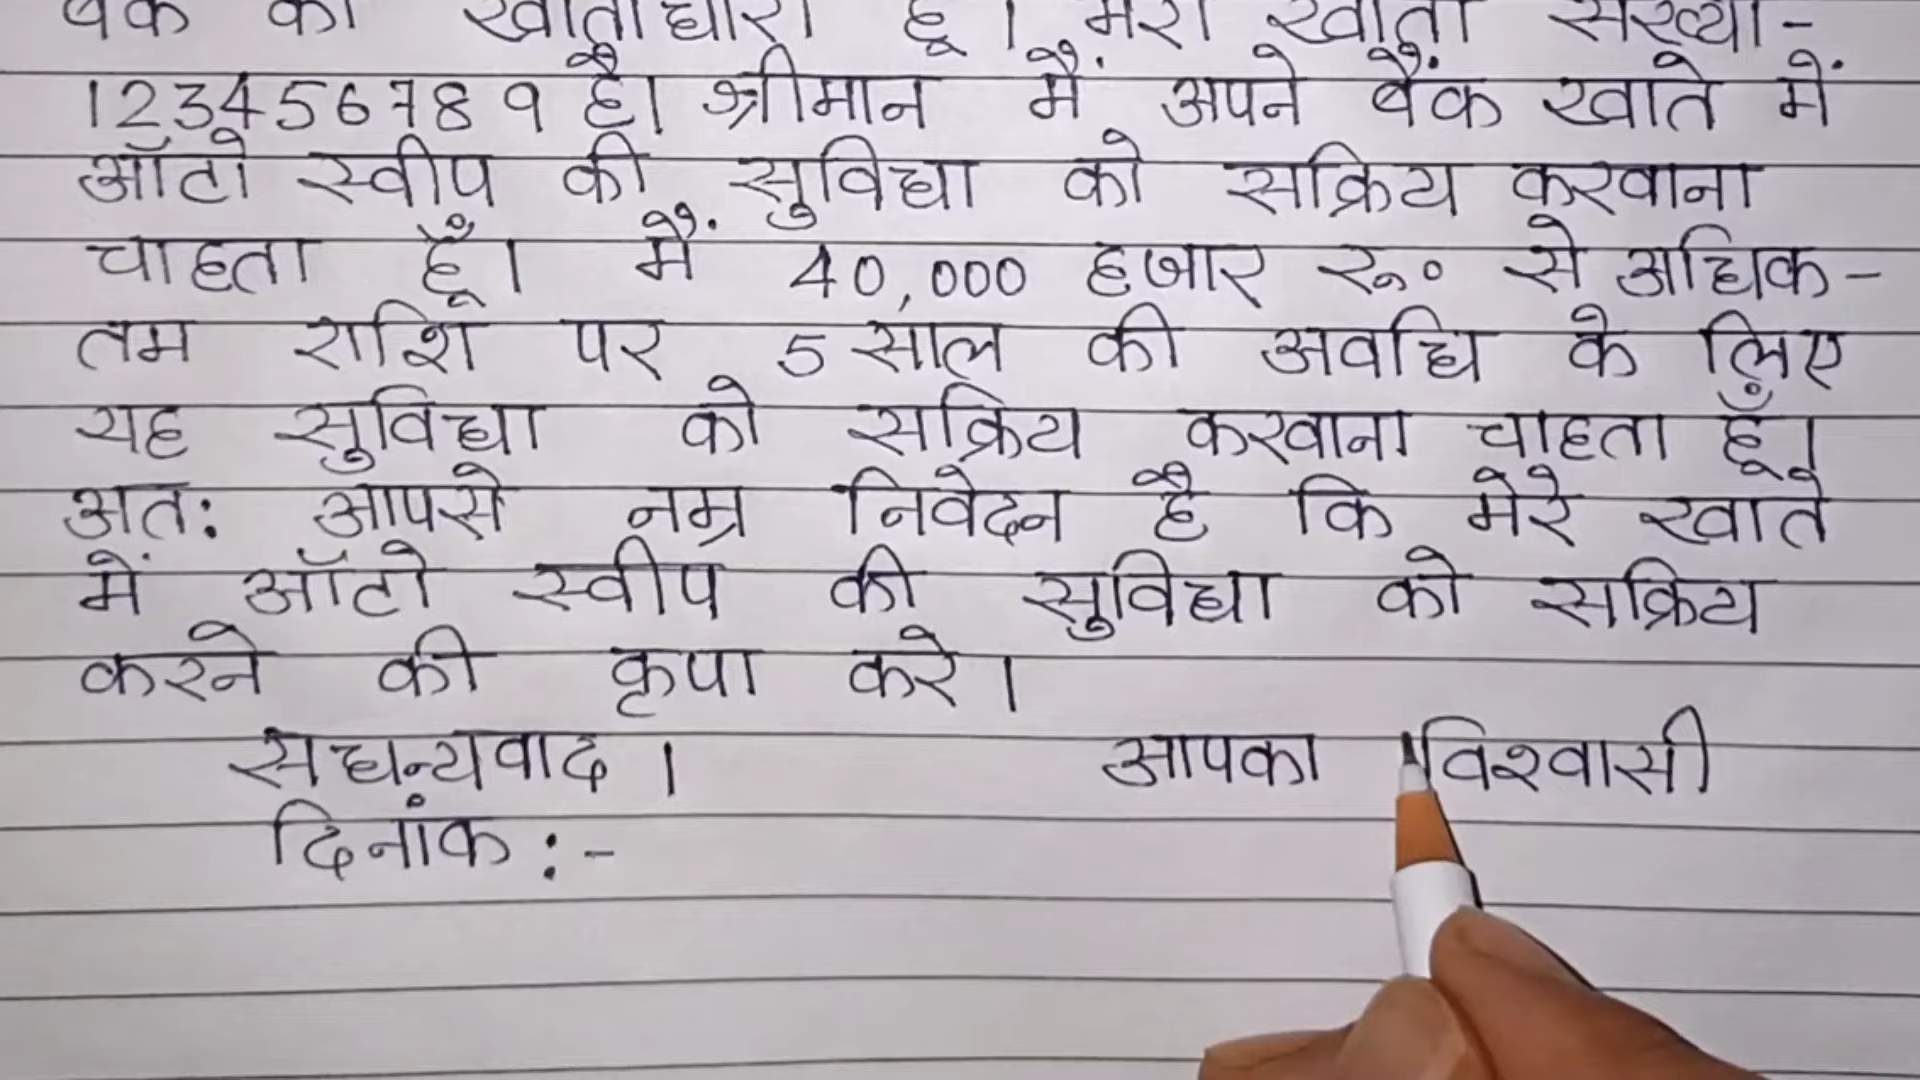 बैंक का खाताधारी हूँ। मेरा खाता संख्या-
123456789 है। श्रीमान मैं अपने बैंक खाते में
ऑटो स्वीप की सुविधा को सक्रिय करवाना
चाहता हूँ। मैं 40,000 हजार रू० से अधिक-
तम राशि पर 5 साल की अवधि के लिए
यह सुविधा को सक्रिय करवाना चाहता हूँ।
अत: आपसे नम्र निवेदन है कि मेरे खाते
में ऑटो स्वीप की सुविधा को सक्रिय
करने की कृपा करे।
सधन्यवाद। आपका विश्वासी
दिनांक:-